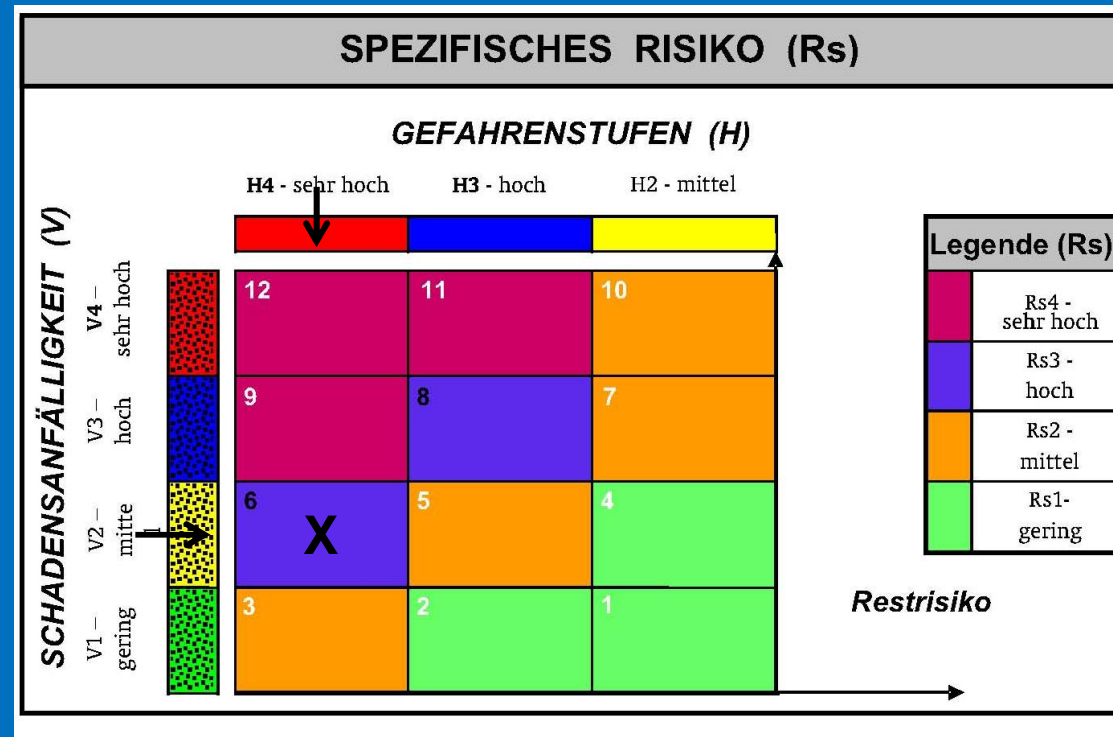 SPEZIFISCHES RISIKO (Rs)
GEFAHRENSTUFEN (H)
H4 - sehr hoch
H3 - hoch
H2 - mittel
SCHADENSANFÄLLIGKEIT (V)
V4 –
sehr hoch
V3 –
hoch
V2 –
mitte
l
V1 –
gering
12
11
10
9
8
7
6
X
5
4
3
2
1
Legende (Rs)
Rs4 -
sehr hoch
Rs3 -
hoch
Rs2 -
mittel
Rs1-
gering
Restrisiko